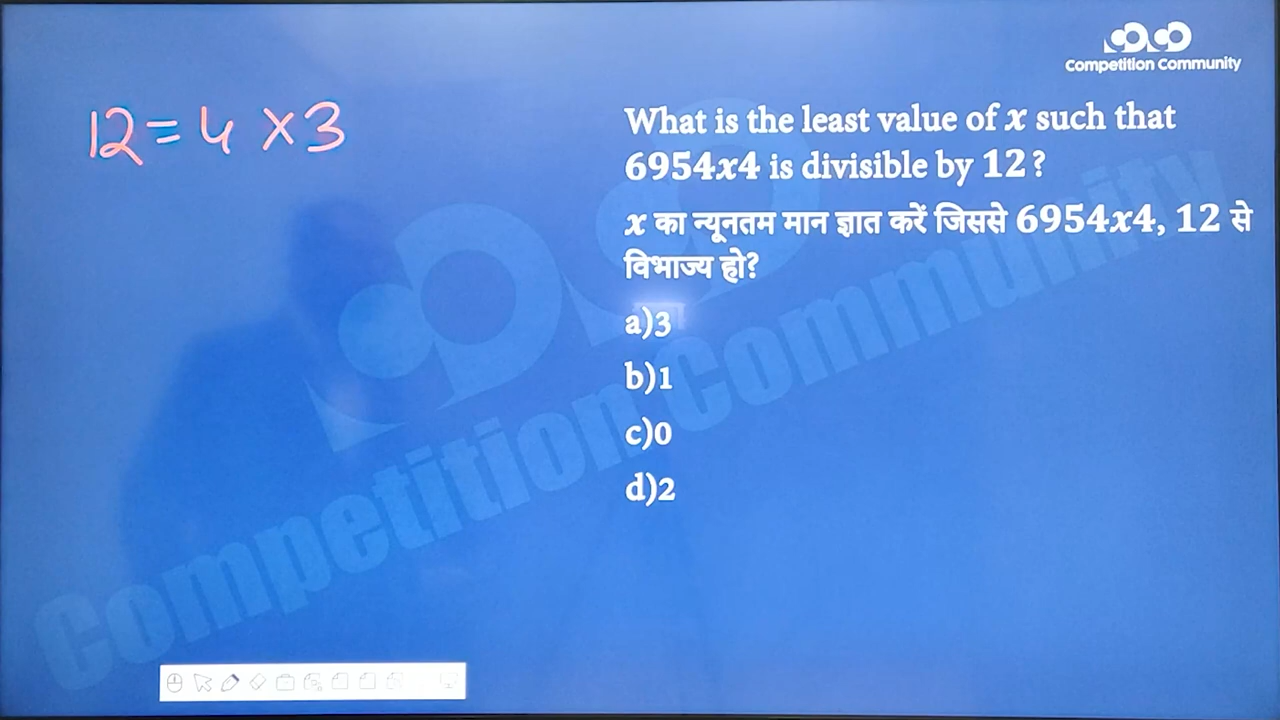 Competition Community
12 = 4 × 3
What is the least value of x such that
6954x4 is divisible by 12?
x का न्यूनतम मान ज्ञात करें जिससे 6954x4, 12 से
विभाज्य हो?
a)3
b)1
c)0
d)2
Competition Community